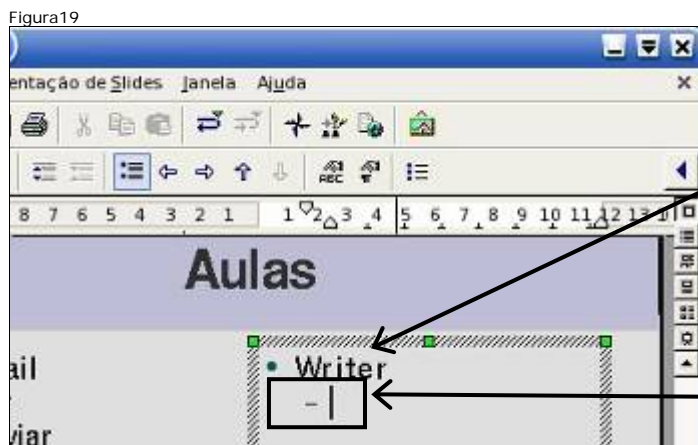 Figura19
entação de Slides Janela Ajuda
ABC
8 7 6 5 4 3 2 1 1 2 3 4 5 6 7 8 9 10 11 12 13
Aulas
ail
• Writer
–
viar